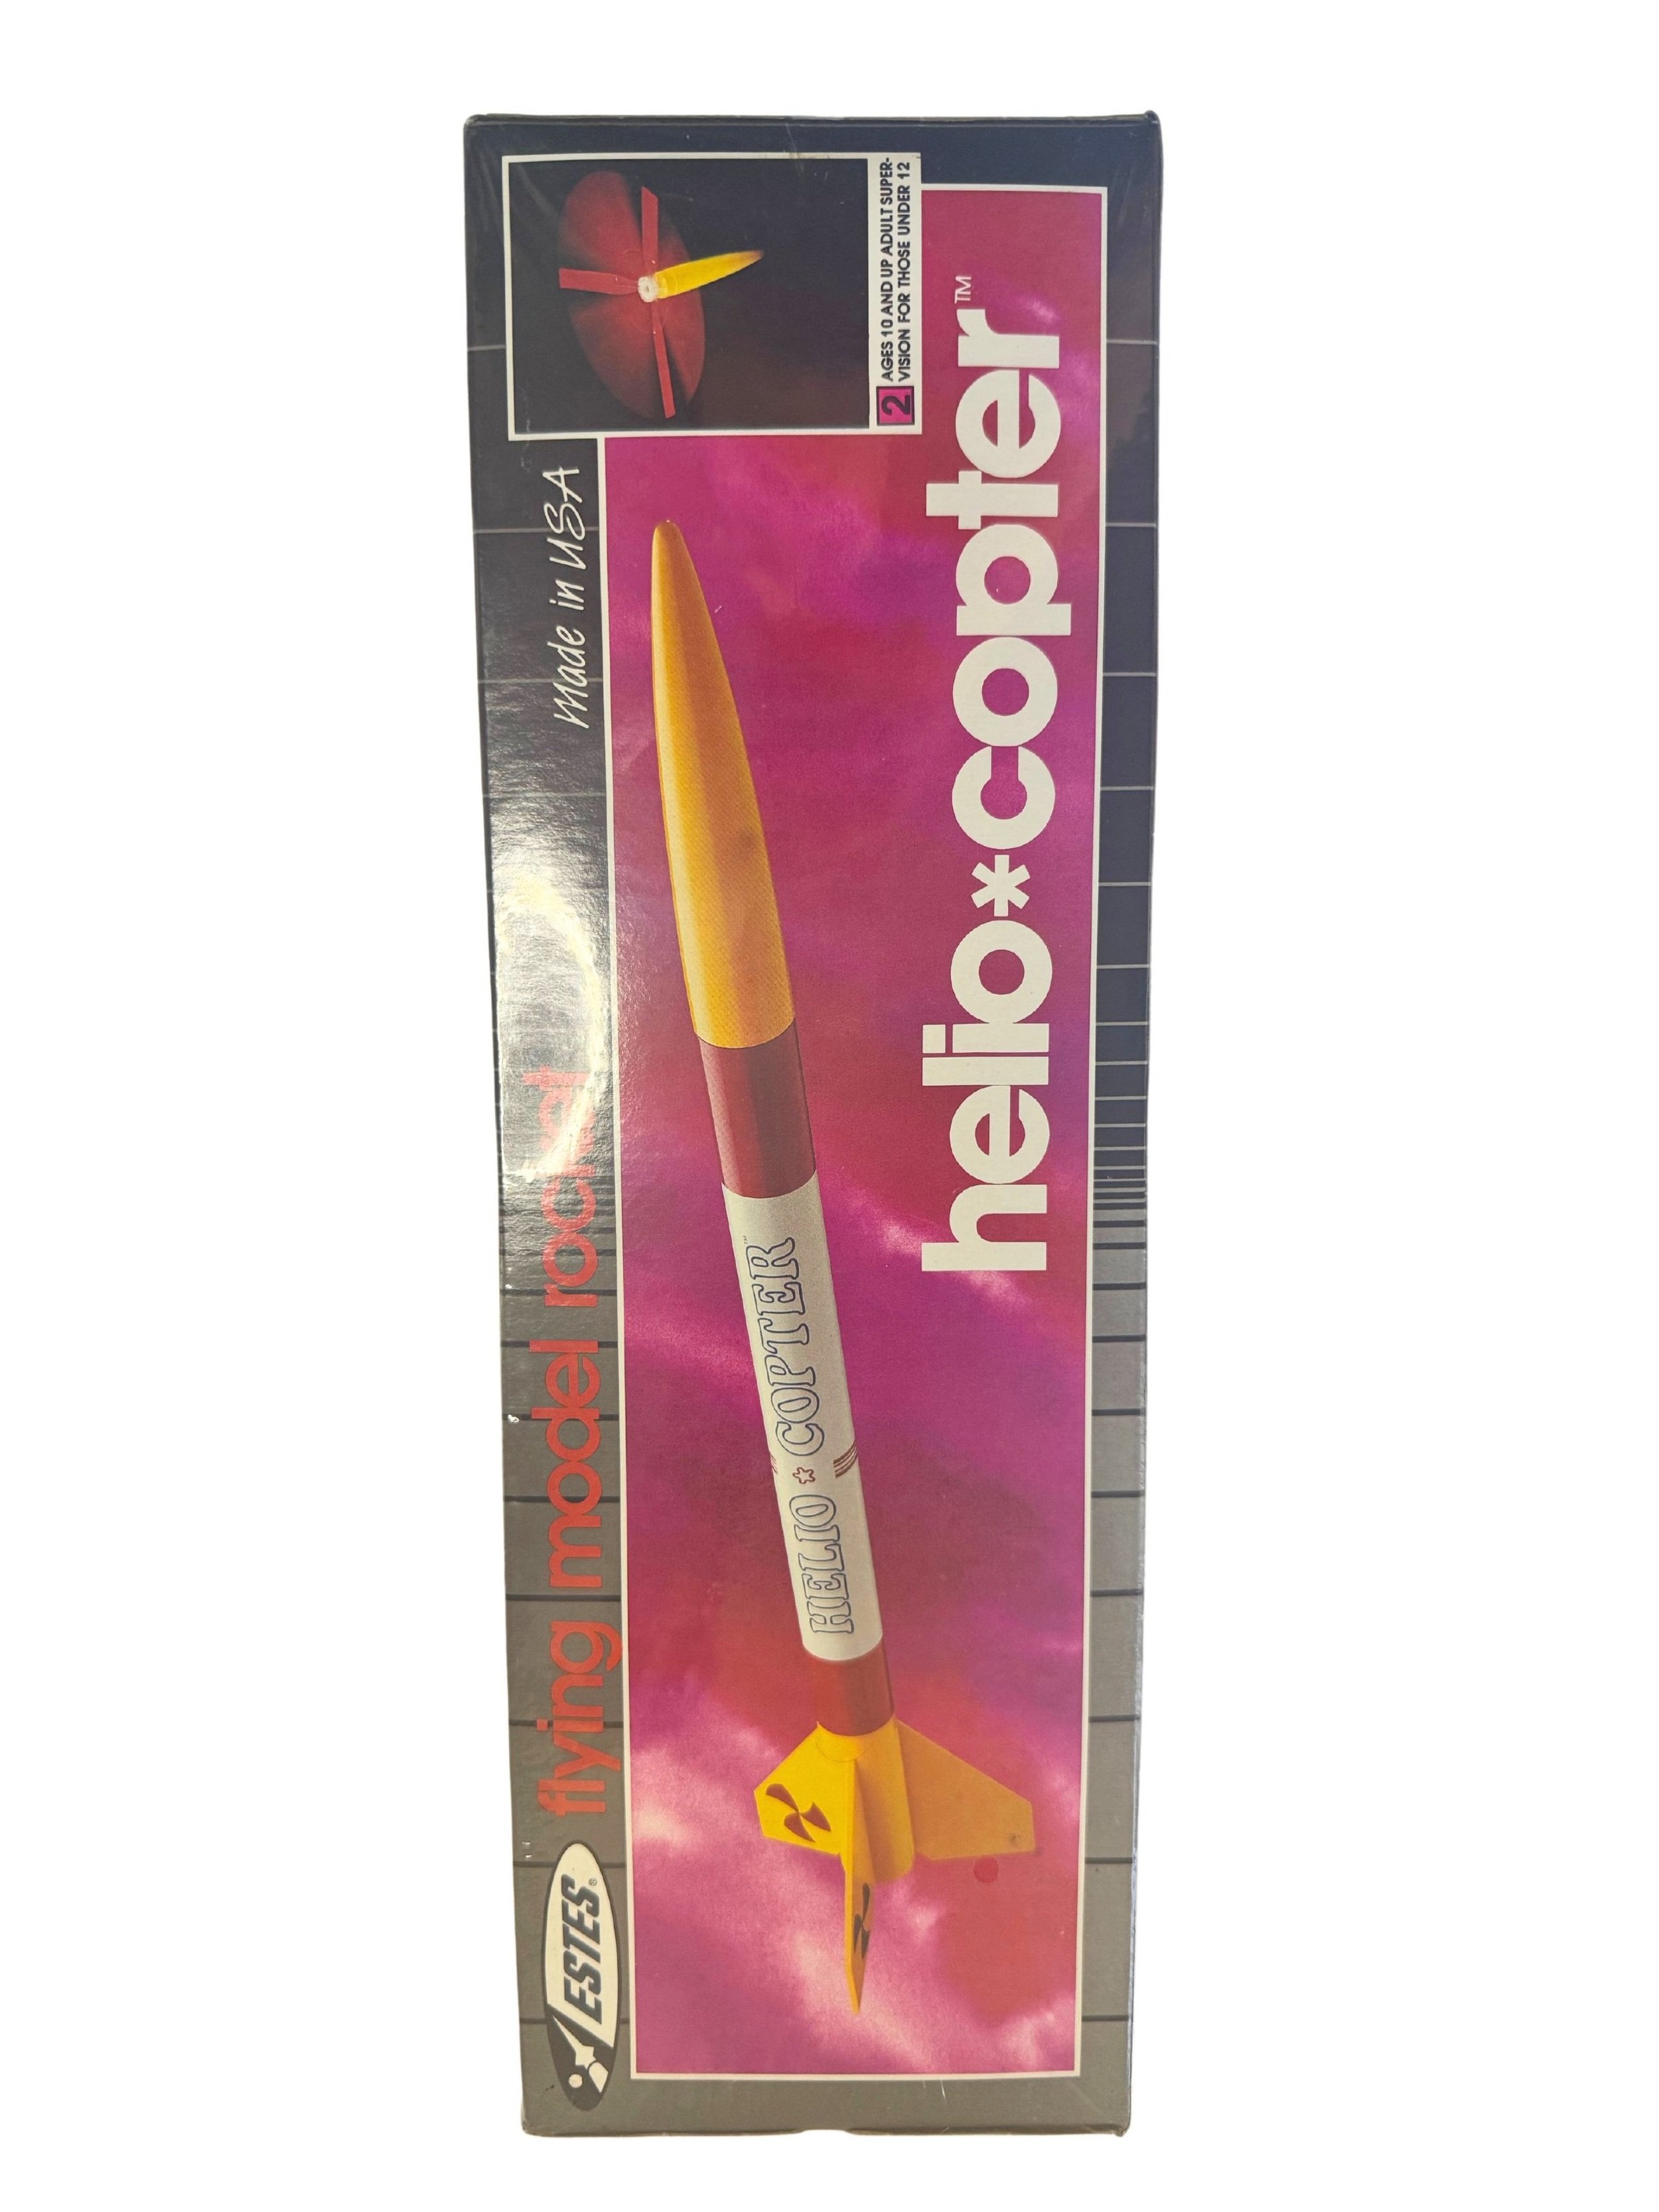 ESTES®
flying model rocket
Made in USA
2
AGES 10 AND UP ADULT SUPER-
VISION FOR THOSE UNDER 12
HELIO * COPTER™
helio*copter™